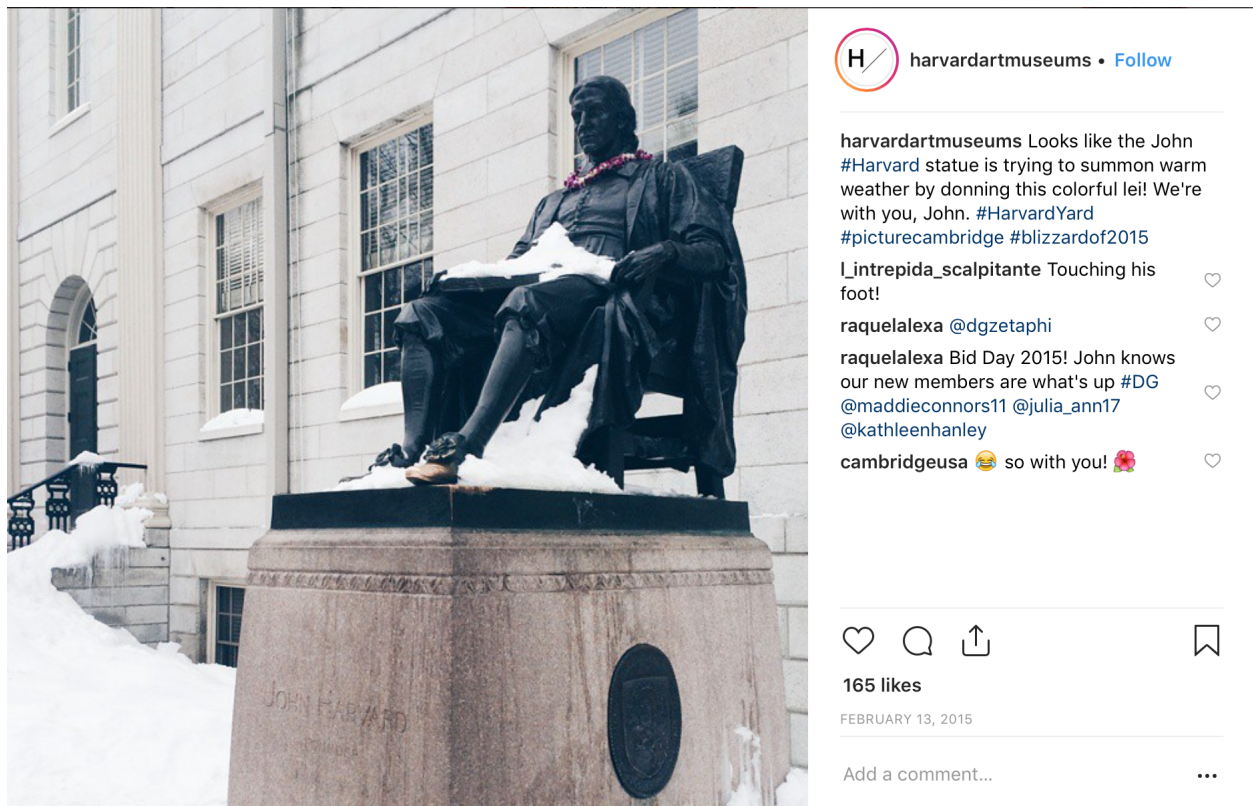 JOHN HARVARD
H/
harvardartmuseums • Follow
harvardartmuseums Looks like the John
#Harvard statue is trying to summon warm
weather by donning this colorful lei! We're
with you, John. #HarvardYard
#picturecambridge #blizzardof2015
l_intrepida_scalpitante Touching his
foot!
raquelalexa @dgzetaphi
raquelalexa Bid Day 2015! John knows
our new members are what's up #DG
@maddieconnors11 @julia_ann17
@kathleenhanley
cambridgeusa 😂 so with you! 🌺
165 likes
FEBRUARY 13, 2015
Add a comment...